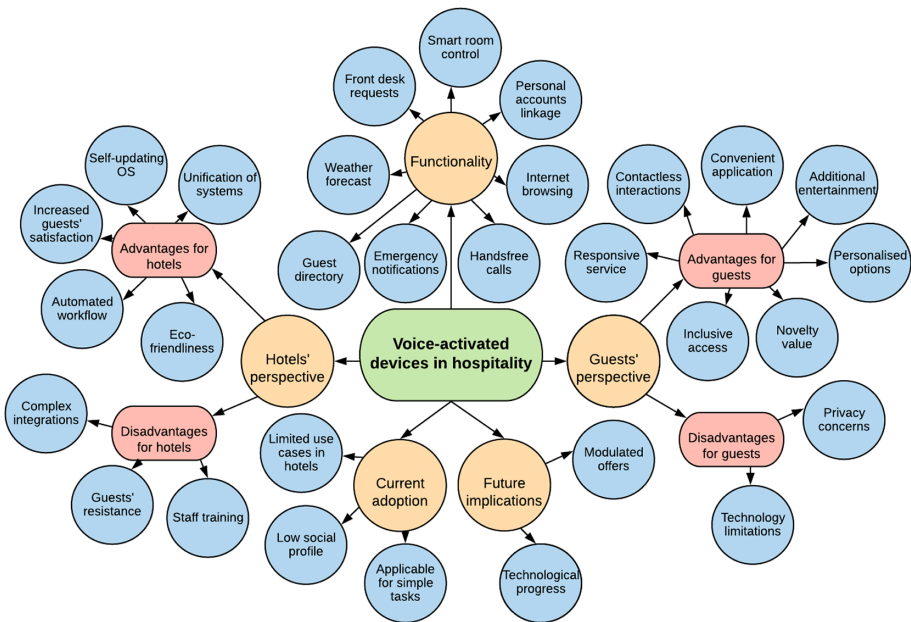 Smart room
control
Front desk
requests
Personal
accounts
linkage
Functionality
Weather
forecast
Internet
browsing
Guest
directory
Emergency
notifications
Handsfree
calls
Self-updating
OS
Unification of
systems
Increased
guests'
satisfaction
Advantages for
hotels
Automated
workflow
Eco-
friendliness
Contactless
interactions
Convenient
application
Additional
entertainment
Responsive
service
Advantages for
guests
Personalised
options
Inclusive
access
Novelty
value
Voice-activated
devices in hospitality
Hotels'
perspective
Guests'
perspective
Complex
integrations
Disadvantages
for hotels
Guests'
resistance
Staff training
Limited use
cases in
hotels
Current
adoption
Low social
profile
Applicable
for simple
tasks
Future
implications
Modulated
offers
Technological
progress
Disadvantages
for guests
Privacy
concerns
Technology
limitations